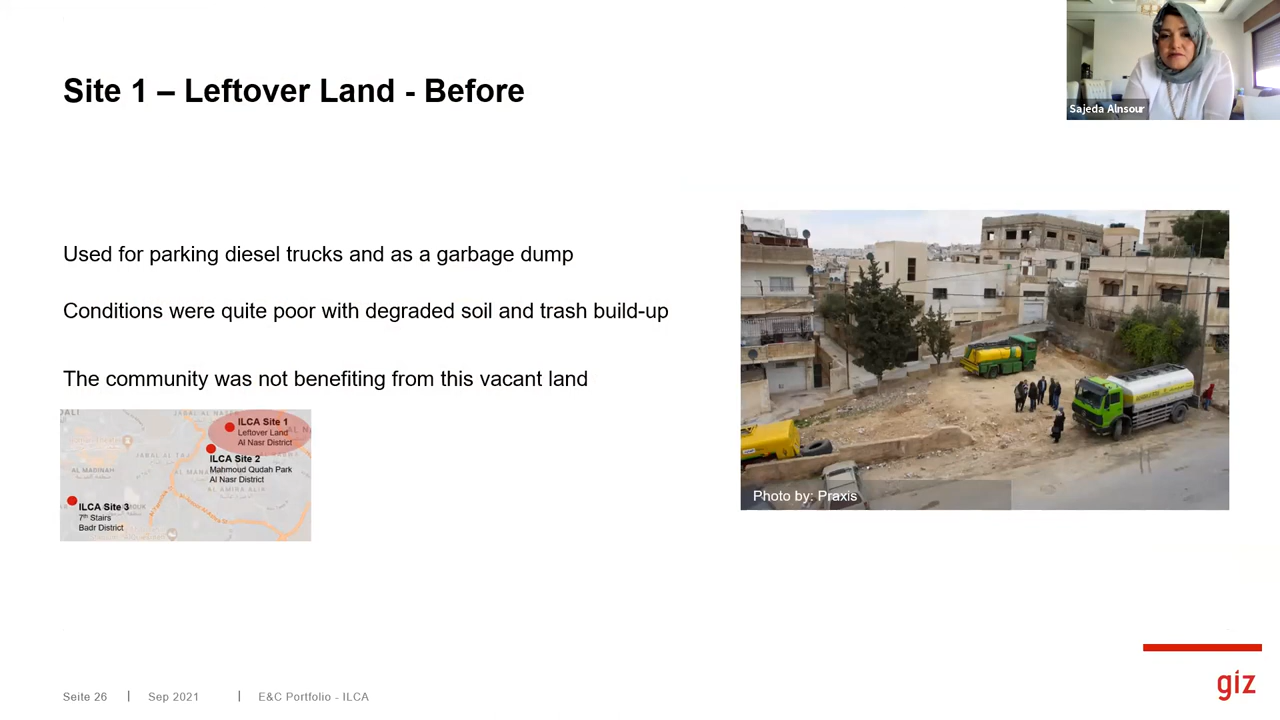 Site 1 – Leftover Land - Before
Sajeda Alnsour
Used for parking diesel trucks and as a garbage dump
Conditions were quite poor with degraded soil and trash build-up
The community was not benefiting from this vacant land
ILCA Site 1
Leftover Land
Al Nasr District
ILCA Site 2
Mahmoud Qudah Park
Al Nasr District
AL MADINAH
ILCA Site 3
7th Stairs
Badr District
Photo by: Praxis
Seite 26 | Sep 2021 | E&C Portfolio - ILCA
giz